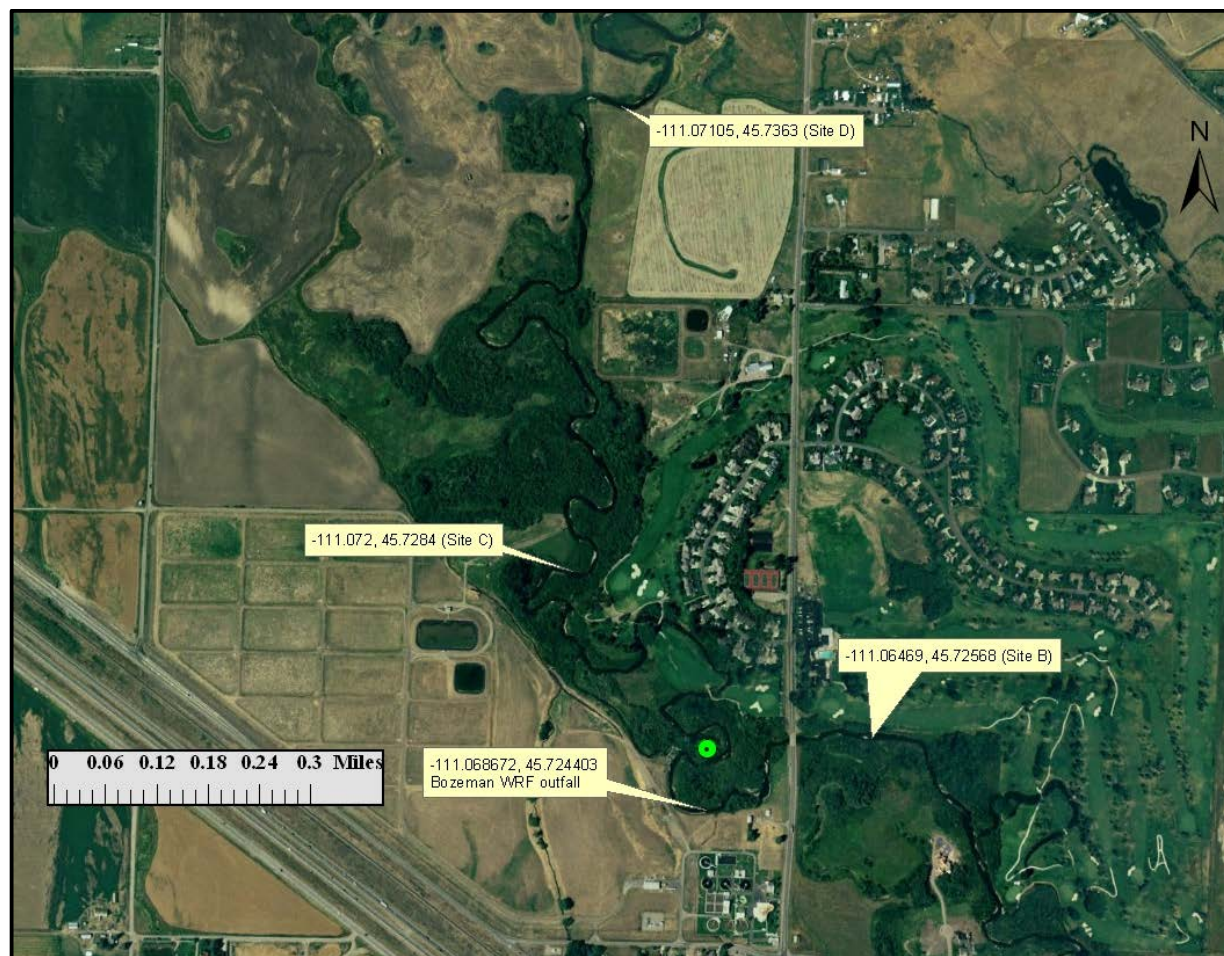 -111.07105, 45.7363 (Site D)
N
-111.072, 45.7284 (Site C)
-111.06469, 45.72568 (Site B)
-111.068672, 45.724403
Bozeman WRF outfall
0 0.06 0.12 0.18 0.24 0.3 Miles